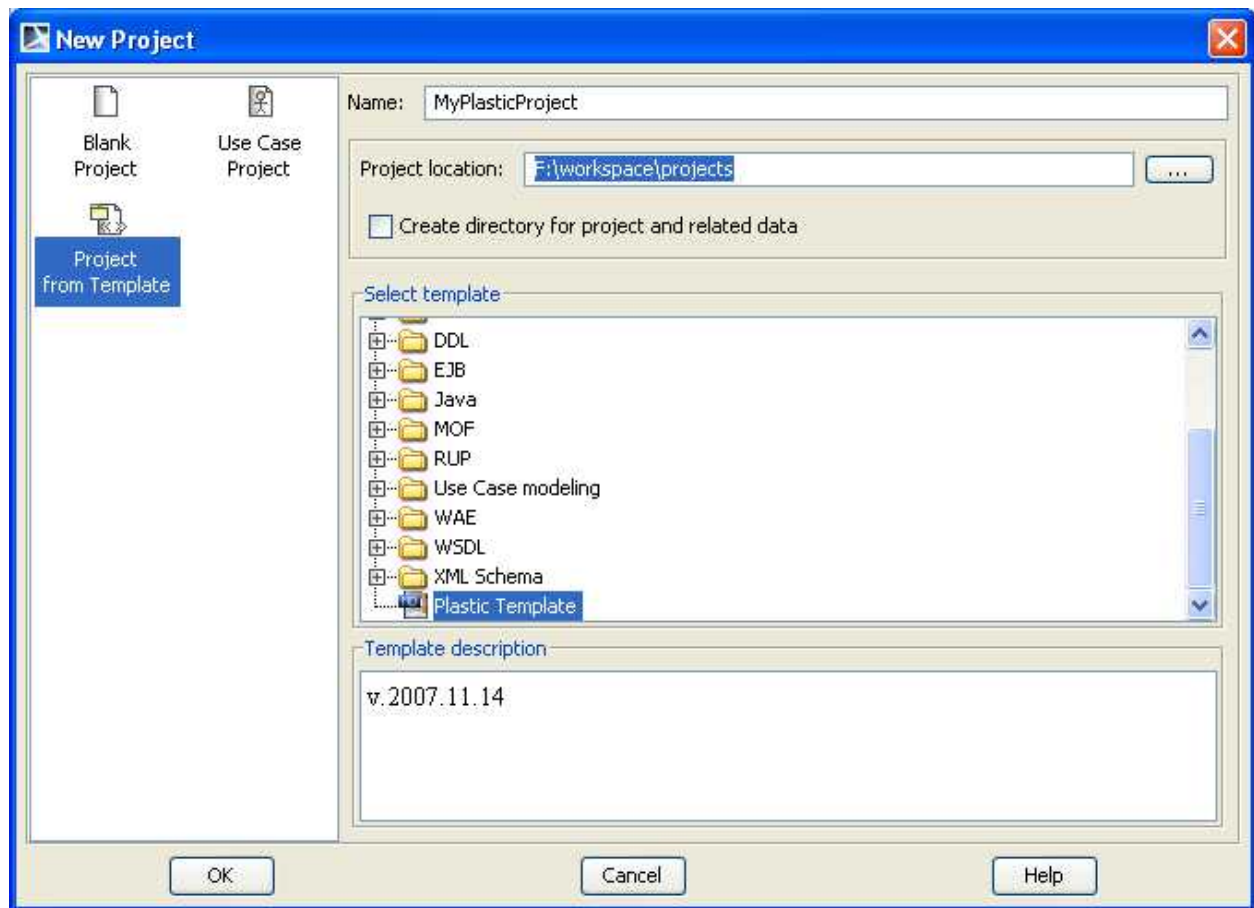 New Project
Blank
Project
Use Case
Project
Project
from Template
Name: MyPlasticProject
Project location: F:\workspace\projects ...
Create directory for project and related data
Select template
DDL
EJB
Java
MOF
RUP
Use Case modeling
WAE
WSDL
XML Schema
Plastic Template
Template description
v.2007.11.14
OK Cancel Help